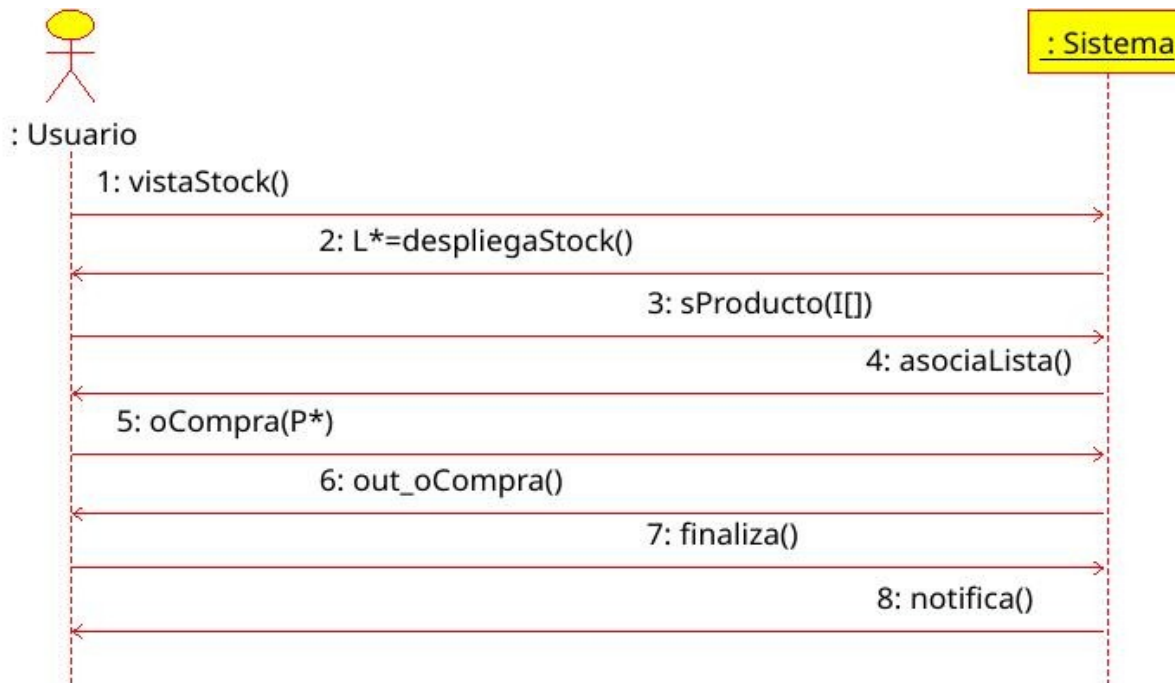 : Sistema
: Usuario
1: vistaStock()
2: L*=despliegaStock()
3: sProducto(I[])
4: asociaLista()
5: oCompra(P*)
6: out_oCompra()
7: finaliza()
8: notifica()